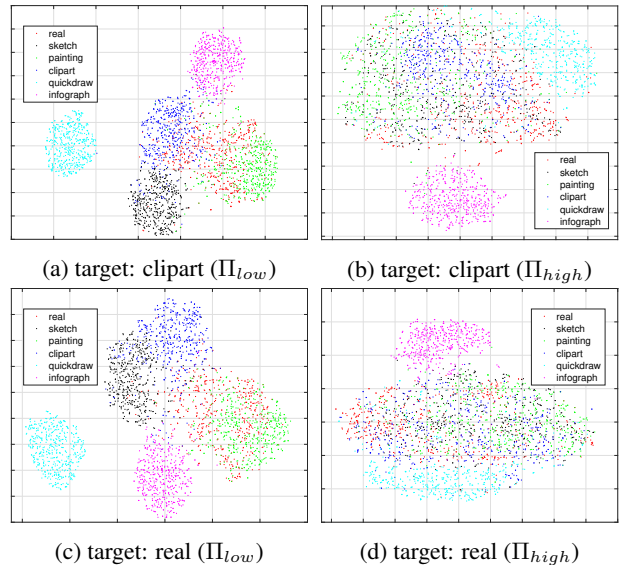 real
sketch
painting
clipart
quickdraw
infograph
(a) target: clipart (Π_low)
real
sketch
painting
clipart
quickdraw
infograph
(b) target: clipart (Π_high)
real
sketch
painting
clipart
quickdraw
infograph
(c) target: real (Π_low)
real
sketch
painting
clipart
quickdraw
infograph
(d) target: real (Π_high)